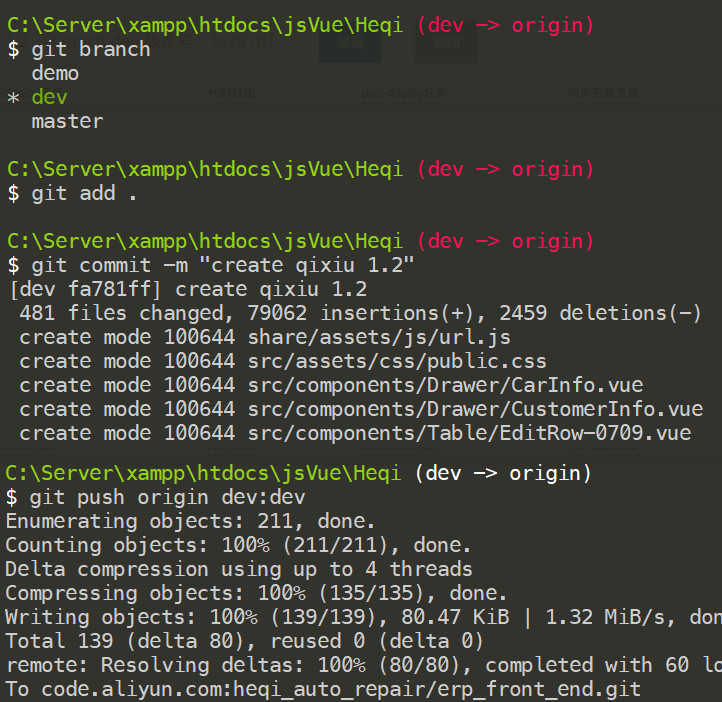 C:\Server\xampp\htdocs\jsVue\Heqi (dev -> origin)
$ git branch
demo
* dev
master
C:\Server\xampp\htdocs\jsVue\Heqi (dev -> origin)
$ git add .
C:\Server\xampp\htdocs\jsVue\Heqi (dev -> origin)
$ git commit -m "create qixiu 1.2"
[dev fa781ff] create qixiu 1.2
481 files changed, 79062 insertions(+), 2459 deletions(-)
create mode 100644 share/assets/js/url.js
create mode 100644 src/assets/css/public.css
create mode 100644 src/components/Drawer/CarInfo.vue
create mode 100644 src/components/Drawer/CustomerInfo.vue
create mode 100644 src/components/Table/EditRow-0709.vue
C:\Server\xampp\htdocs\jsVue\Heqi (dev -> origin)
$ git push origin dev:dev
Enumerating objects: 211, done.
Counting objects: 100% (211/211), done.
Delta compression using up to 4 threads
Compressing objects: 100% (135/135), done.
Writing objects: 100% (139/139), 80.47 KiB | 1.32 MiB/s, don
Total 139 (delta 80), reused 0 (delta 0)
remote: Resolving deltas: 100% (80/80), completed with 60 lo
To code.aliyun.com:heqi_auto_repair/erp_front_end.git